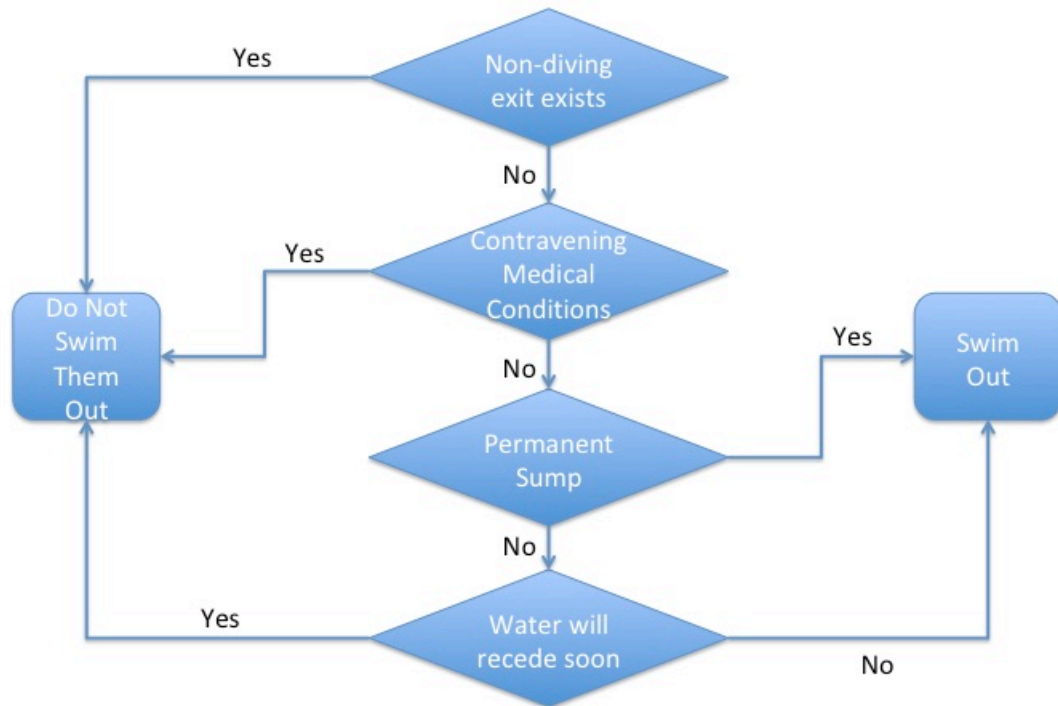 Yes
Non-diving
exit exists
No
Yes
Contravening
Medical
Conditions
Do Not
Swim
Them
Out
No
Yes
Swim
Out
Permanent
Sump
No
Yes
Water will
recede soon
No